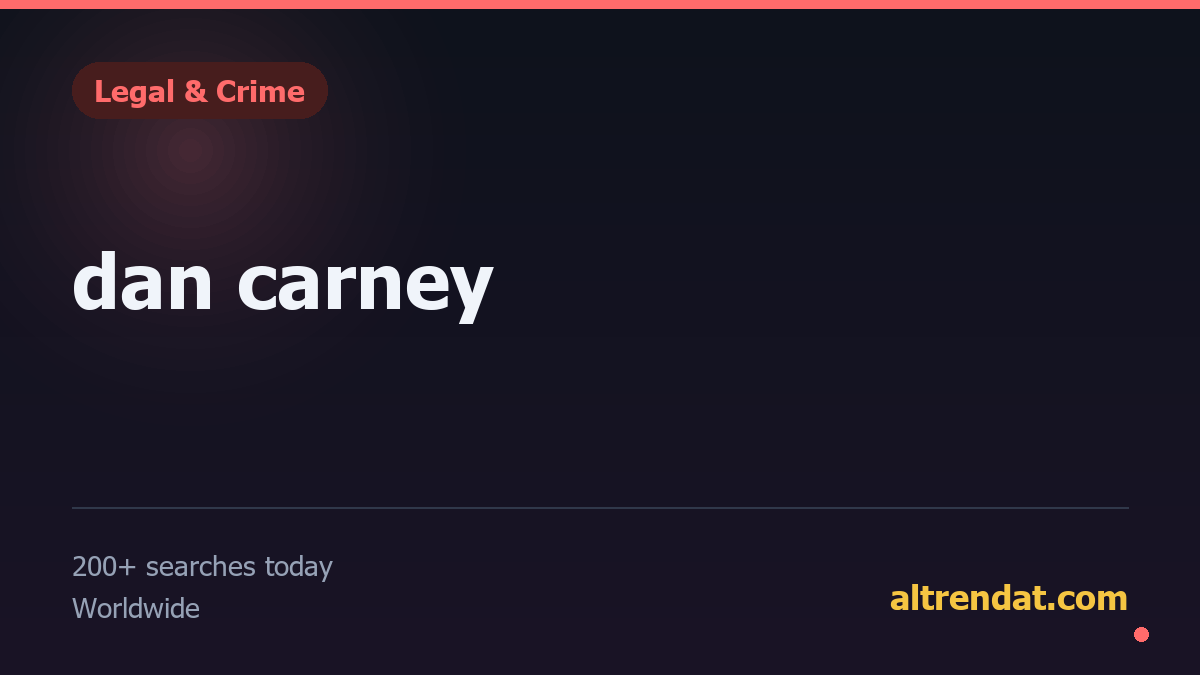 Legal & Crime
dan carney
200+ searches today
Worldwide
altrendat.com